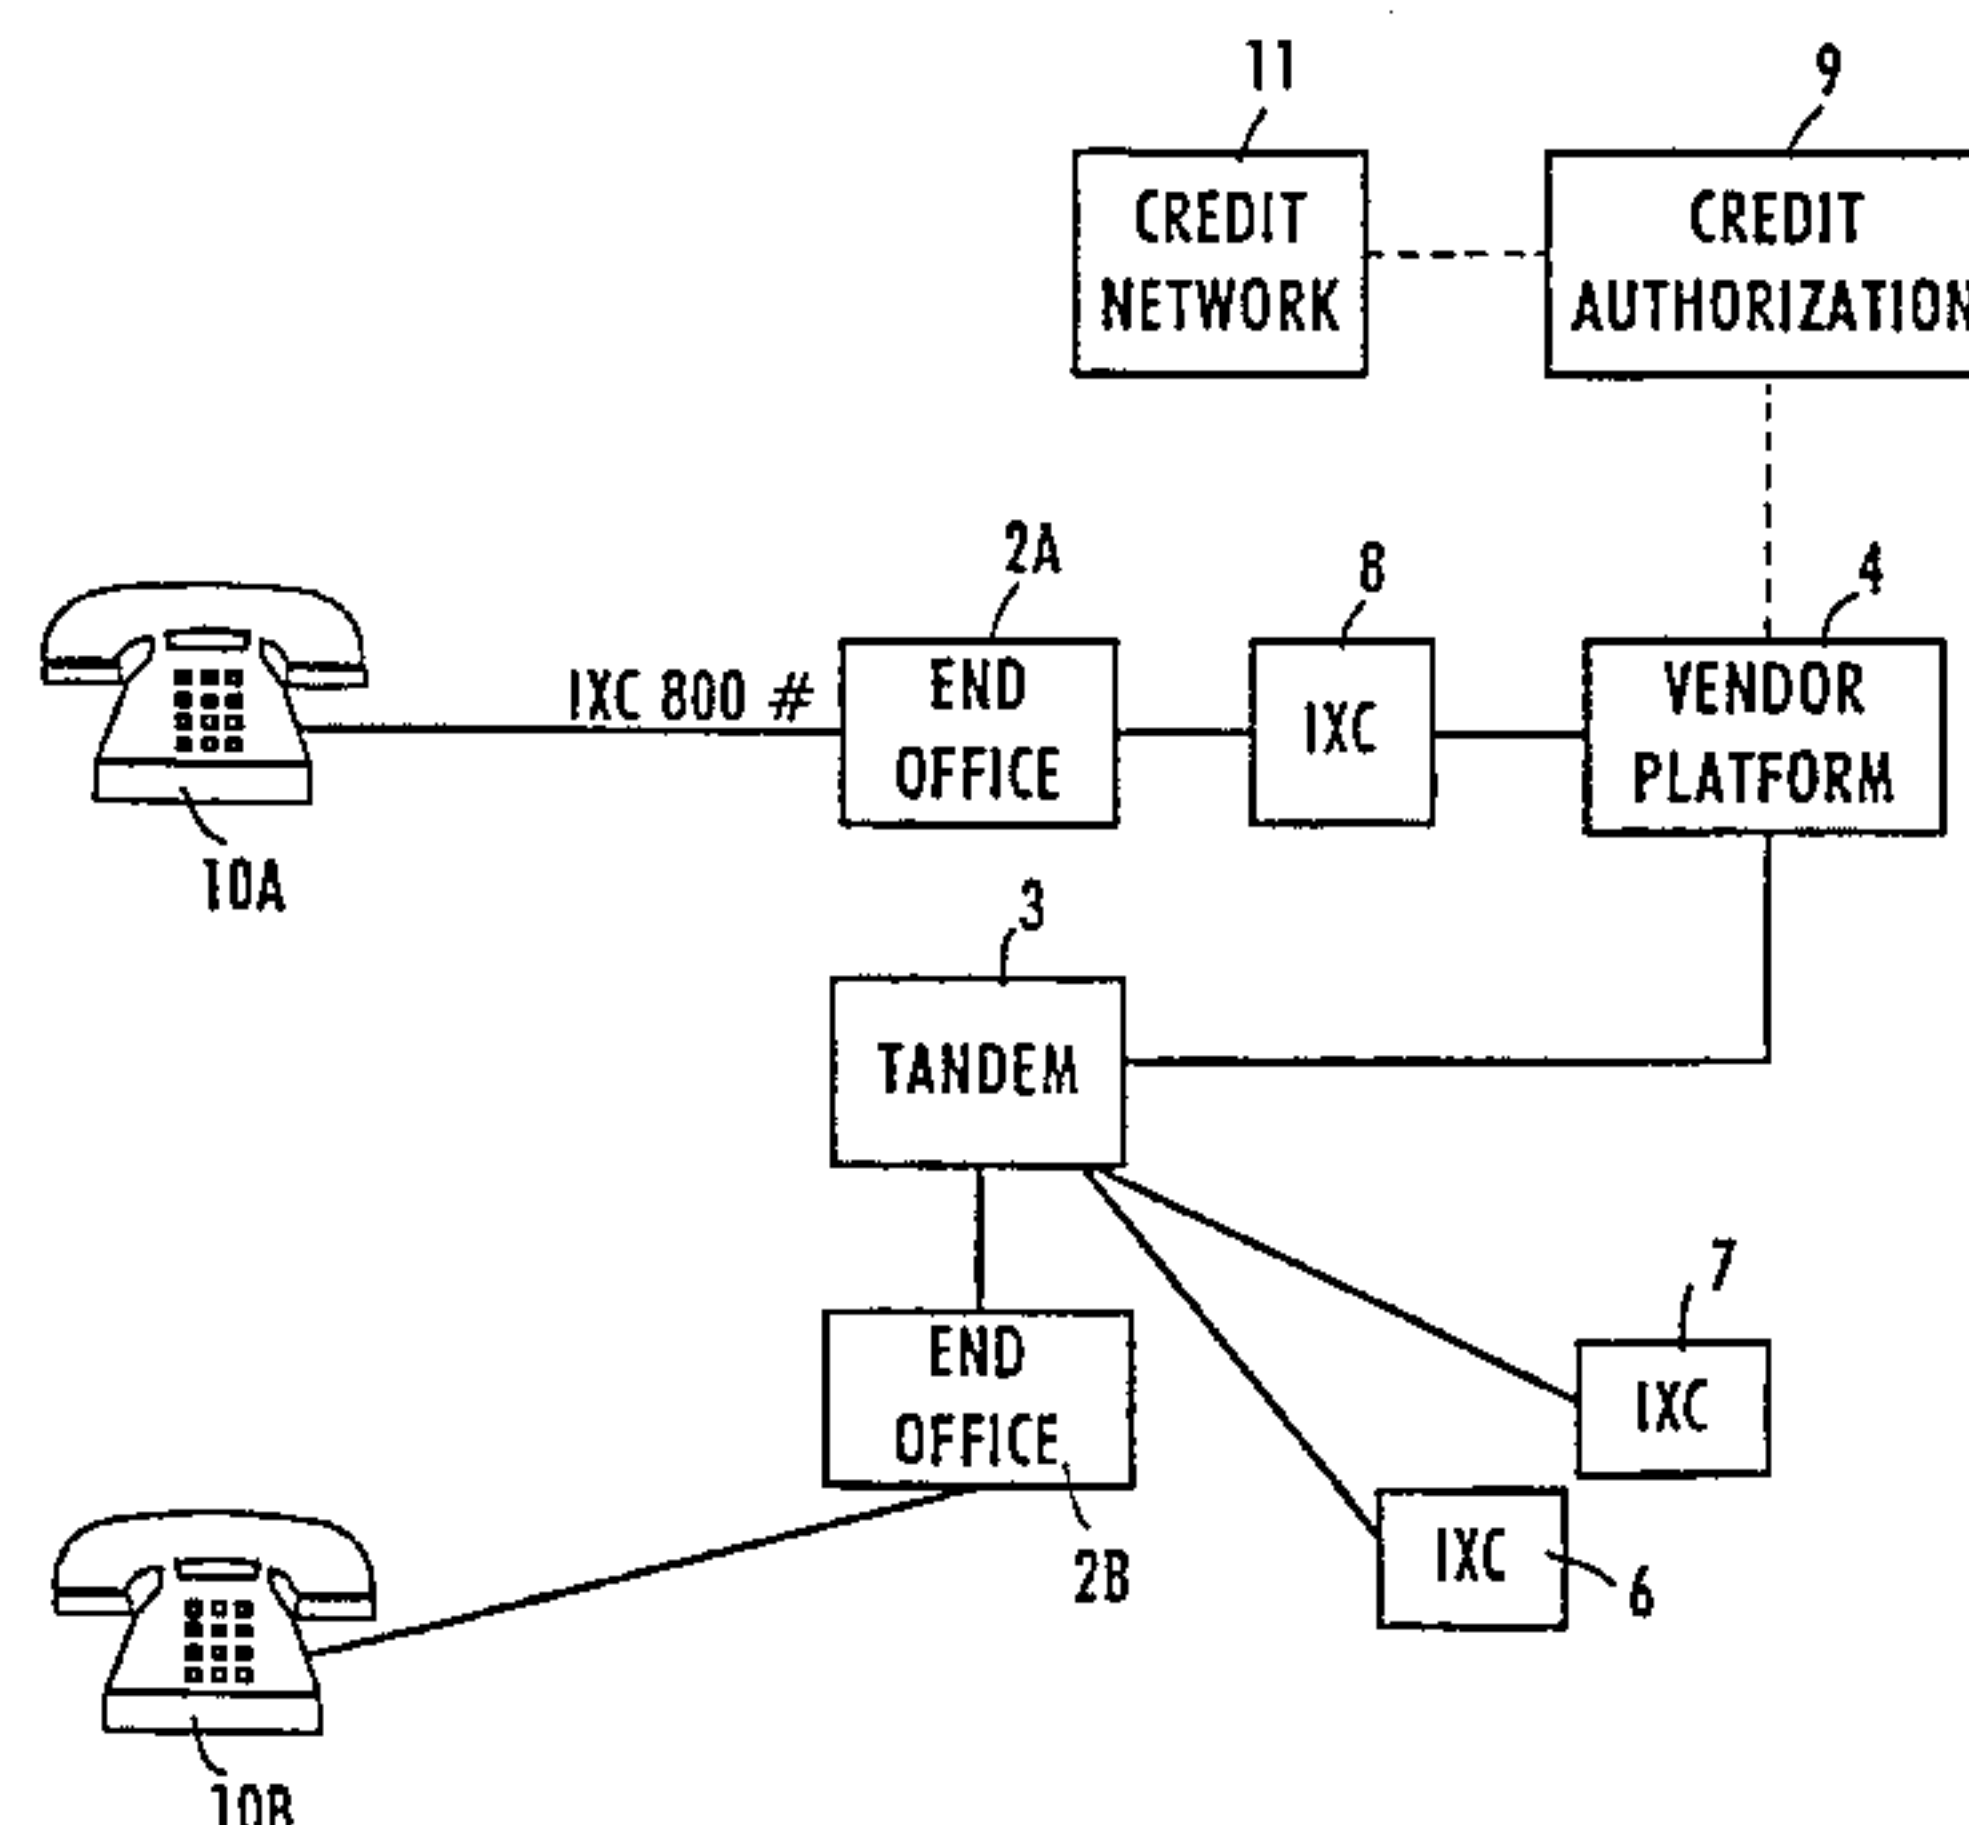 11
9
CREDIT
NETWORK
CREDIT
AUTHORIZATION
2A
8
4
IXC 800 #
END
OFFICE
IXC
VENDOR
PLATFORM
10A
3
TANDEM
7
END
OFFICE
IXC
2B
IXC
6
10B